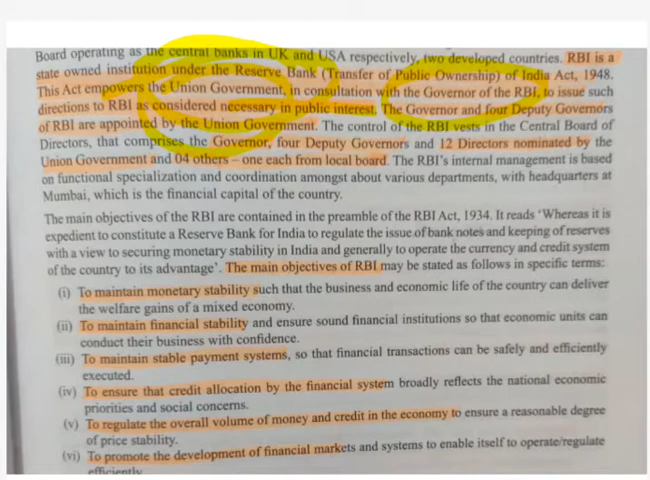 Board operating as the central banks in UK and USA respectively, two developed countries. RBI is a
state owned institution under the Reserve Bank (Transfer of Public Ownership) of India Act, 1948.
This Act empowers the Union Government, in consultation with the Governor of the RBI, to issue such
directions to RBI as considered necessary in public interest. The Governor and four Deputy Governors
of RBI are appointed by the Union Government. The control of the RBI vests in the Central Board of
Directors, that comprises the Governor, four Deputy Governors and 12 Directors nominated by the
Union Government and 04 others – one each from local board. The RBI's internal management is based
on functional specialization and coordination amongst about various departments, with headquarters at
Mumbai, which is the financial capital of the country.
The main objectives of the RBI are contained in the preamble of the RBI Act, 1934. It reads 'Whereas it is
expedient to constitute a Reserve Bank for India to regulate the issue of bank notes and keeping of reserves
with a view to securing monetary stability in India and generally to operate the currency and credit system
of the country to its advantage'. The main objectives of RBI may be stated as follows in specific terms:
(i) To maintain monetary stability such that the business and economic life of the country can deliver
the welfare gains of a mixed economy.
(ii) To maintain financial stability and ensure sound financial institutions so that economic units can
conduct their business with confidence.
(iii) To maintain stable payment systems, so that financial transactions can be safely and efficiently
executed.
(iv) To ensure that credit allocation by the financial system broadly reflects the national economic
priorities and social concerns.
(v) To regulate the overall volume of money and credit in the economy to ensure a reasonable degree
of price stability.
(vi) To promote the development of financial markets and systems to enable itself to operate/regulate
efficiently